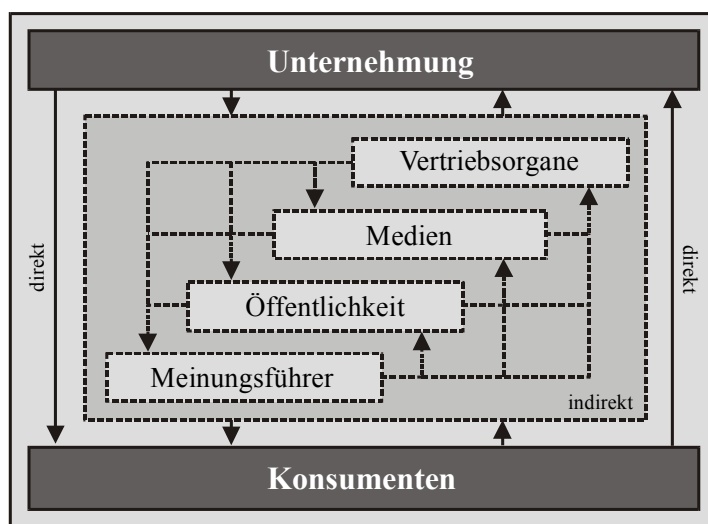 Unternehmung
Vertriebsorgane
Medien
direkt
direkt
Öffentlichkeit
Meinungsführer
indirekt
Konsumenten